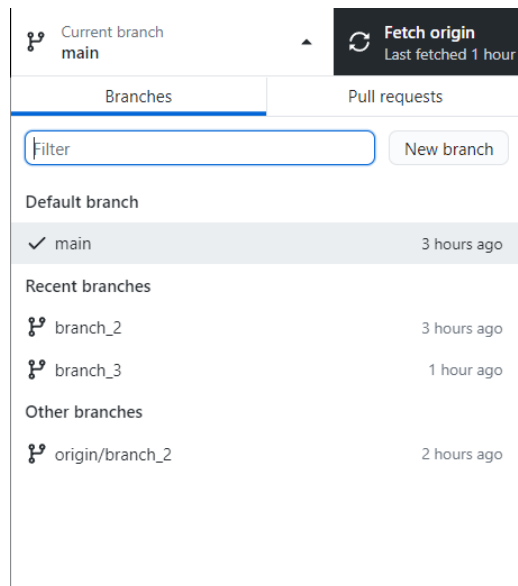 Current branch
main
Fetch origin
Last fetched 1 hour
Branches
Pull requests
Filter
New branch
Default branch
main 3 hours ago
Recent branches
branch_2 3 hours ago
branch_3 1 hour ago
Other branches
origin/branch_2 2 hours ago